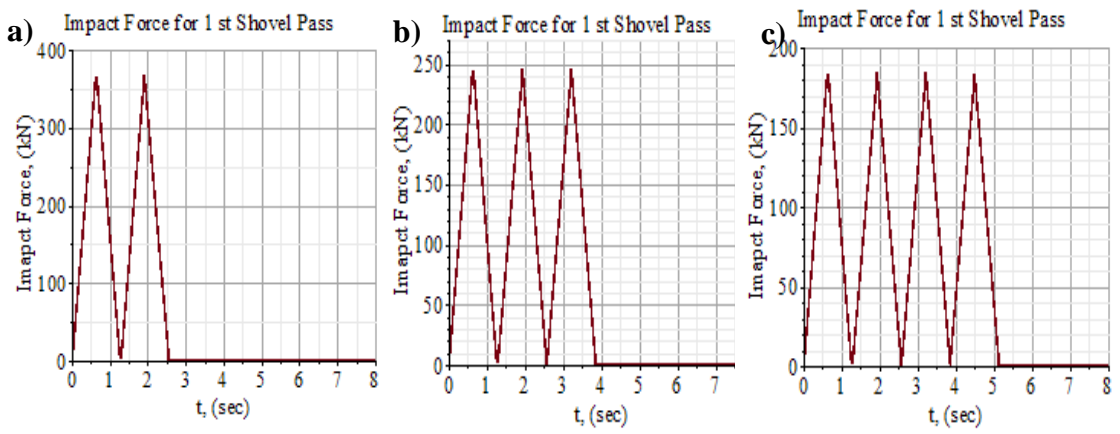 a)
Impact Force for 1 st Shovel Pass
400
300
200
100
0
Imapct Force, (kN)
0 1 2 3 4 5 6 7 8
t, (sec)
b)
Impact Force for 1 st Shovel Pass
250
200
150
100
50
0
Imapct Force, (kN)
0 1 2 3 4 5 6 7
t, (sec)
c)
Impact Force for 1 st Shovel Pass
200
150
100
50
0
Imapct Force, (kN)
0 1 2 3 4 5 6 7 8
t, (sec)